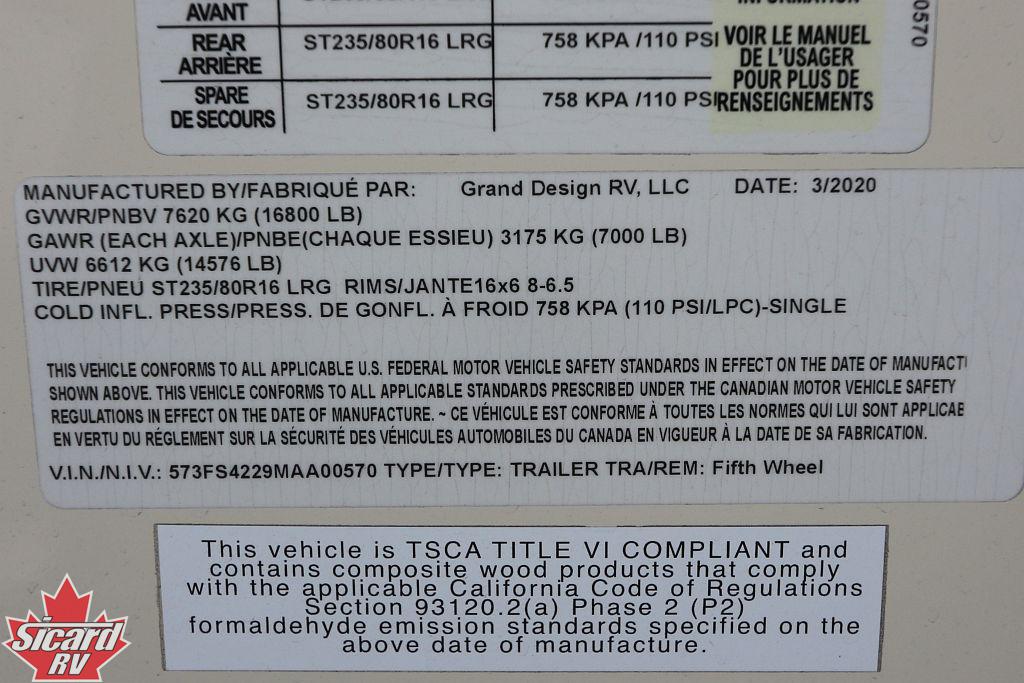 AVANT
REAR ST235/80R16 LRG 758 KPA /110 PSI VOIR LE MANUEL
ARRIÈRE DE L'USAGER
SPARE ST235/80R16 LRG 758 KPA /110 PSI POUR PLUS DE
DE SECOURS RENSEIGNEMENTS
0570
MANUFACTURED BY/FABRIQUÉ PAR: Grand Design RV, LLC DATE: 3/2020
GVWR/PNBV 7620 KG (16800 LB)
GAWR (EACH AXLE)/PNBE(CHAQUE ESSIEU) 3175 KG (7000 LB)
UVW 6612 KG (14576 LB)
TIRE/PNEU ST235/80R16 LRG RIMS/JANTE16x6 8-6.5
COLD INFL. PRESS/PRESS. DE GONFL. À FROID 758 KPA (110 PSI/LPC)-SINGLE
THIS VEHICLE CONFORMS TO ALL APPLICABLE U.S. FEDERAL MOTOR VEHICLE SAFETY STANDARDS IN EFFECT ON THE DATE OF MANUFACT
SHOWN ABOVE. THIS VEHICLE CONFORMS TO ALL APPLICABLE STANDARDS PRESCRIBED UNDER THE CANADIAN MOTOR VEHICLE SAFETY
REGULATIONS IN EFFECT ON THE DATE OF MANUFACTURE. ~ CE VÉHICULE EST CONFORME À TOUTES LES NORMES QUI LUI SONT APPLICAB
EN VERTU DU RÉGLEMENT SUR LA SÉCURITÉ DES VÉHICULES AUTOMOBILES DU CANADA EN VIGUEUR À LA DATE DE SA FABRICATION.
V.I.N./N.I.V.: 573FS4229MAA00570 TYPE/TYPE: TRAILER TRA/REM: Fifth Wheel
This vehicle is TSCA TITLE VI COMPLIANT and
contains composite wood products that comply
with the applicable California Code of Regulations
Section 93120.2(a) Phase 2 (P2)
formaldehyde emission standards specified on the
above date of manufacture.
Sicard
RV